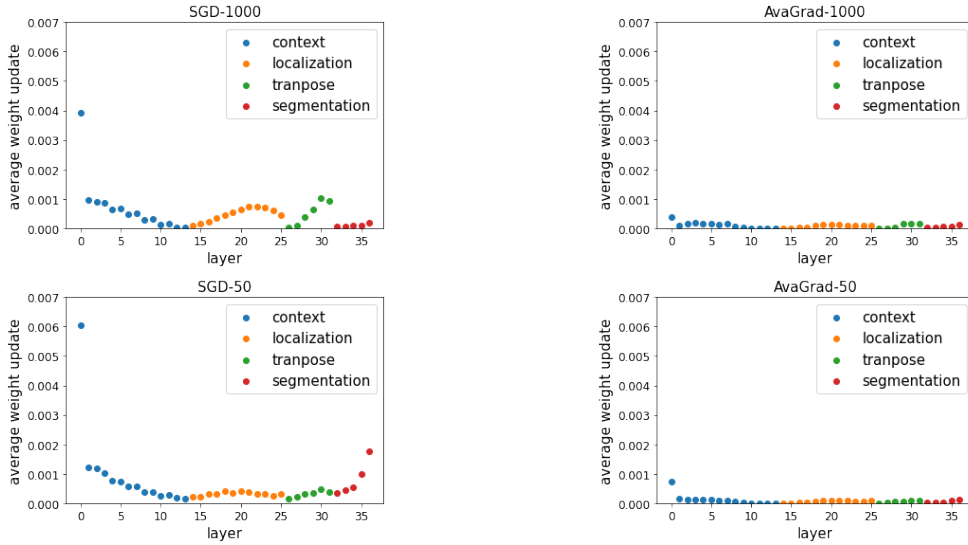 SGD-1000
0.007
0.006
0.005
0.004
0.003
0.002
0.001
0.000
average weight update
context
localization
tranpose
segmentation
0 5 10 15 20 25 30 35
layer
AvaGrad-1000
0.007
0.006
0.005
0.004
0.003
0.002
0.001
0.000
average weight update
context
localization
tranpose
segmentation
0 5 10 15 20 25 30 35
layer
SGD-50
0.007
0.006
0.005
0.004
0.003
0.002
0.001
0.000
average weight update
context
localization
tranpose
segmentation
0 5 10 15 20 25 30 35
layer
AvaGrad-50
0.007
0.006
0.005
0.004
0.003
0.002
0.001
0.000
average weight update
context
localization
tranpose
segmentation
0 5 10 15 20 25 30 35
layer